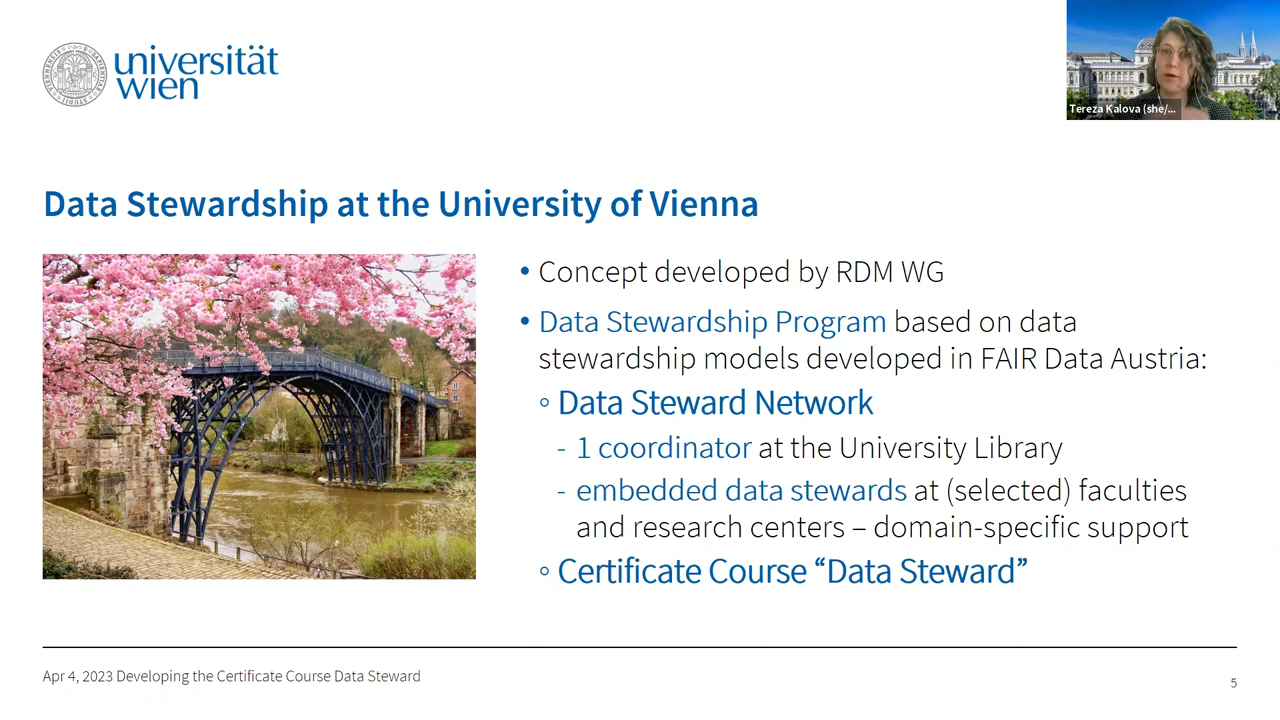 universität
wien
Tereza Kalova (she/...
Data Stewardship at the University of Vienna
• Concept developed by RDM WG
• Data Stewardship Program based on data
stewardship models developed in FAIR Data Austria:
◦ Data Steward Network
- 1 coordinator at the University Library
- embedded data stewards at (selected) faculties
and research centers – domain-specific support
◦ Certificate Course “Data Steward”
Apr 4, 2023 Developing the Certificate Course Data Steward
5